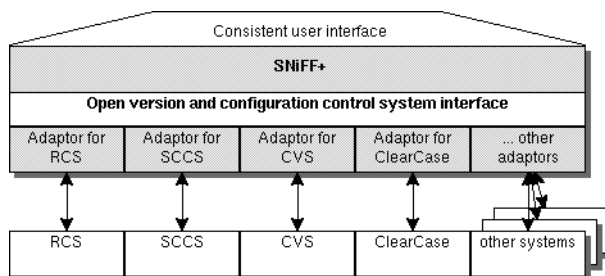 Consistent user interface
SNiFF+
Open version and configuration control system interface
Adaptor for RCS
Adaptor for SCCS
Adaptor for CVS
Adaptor for ClearCase
... other adaptors
RCS
SCCS
CVS
ClearCase
other systems